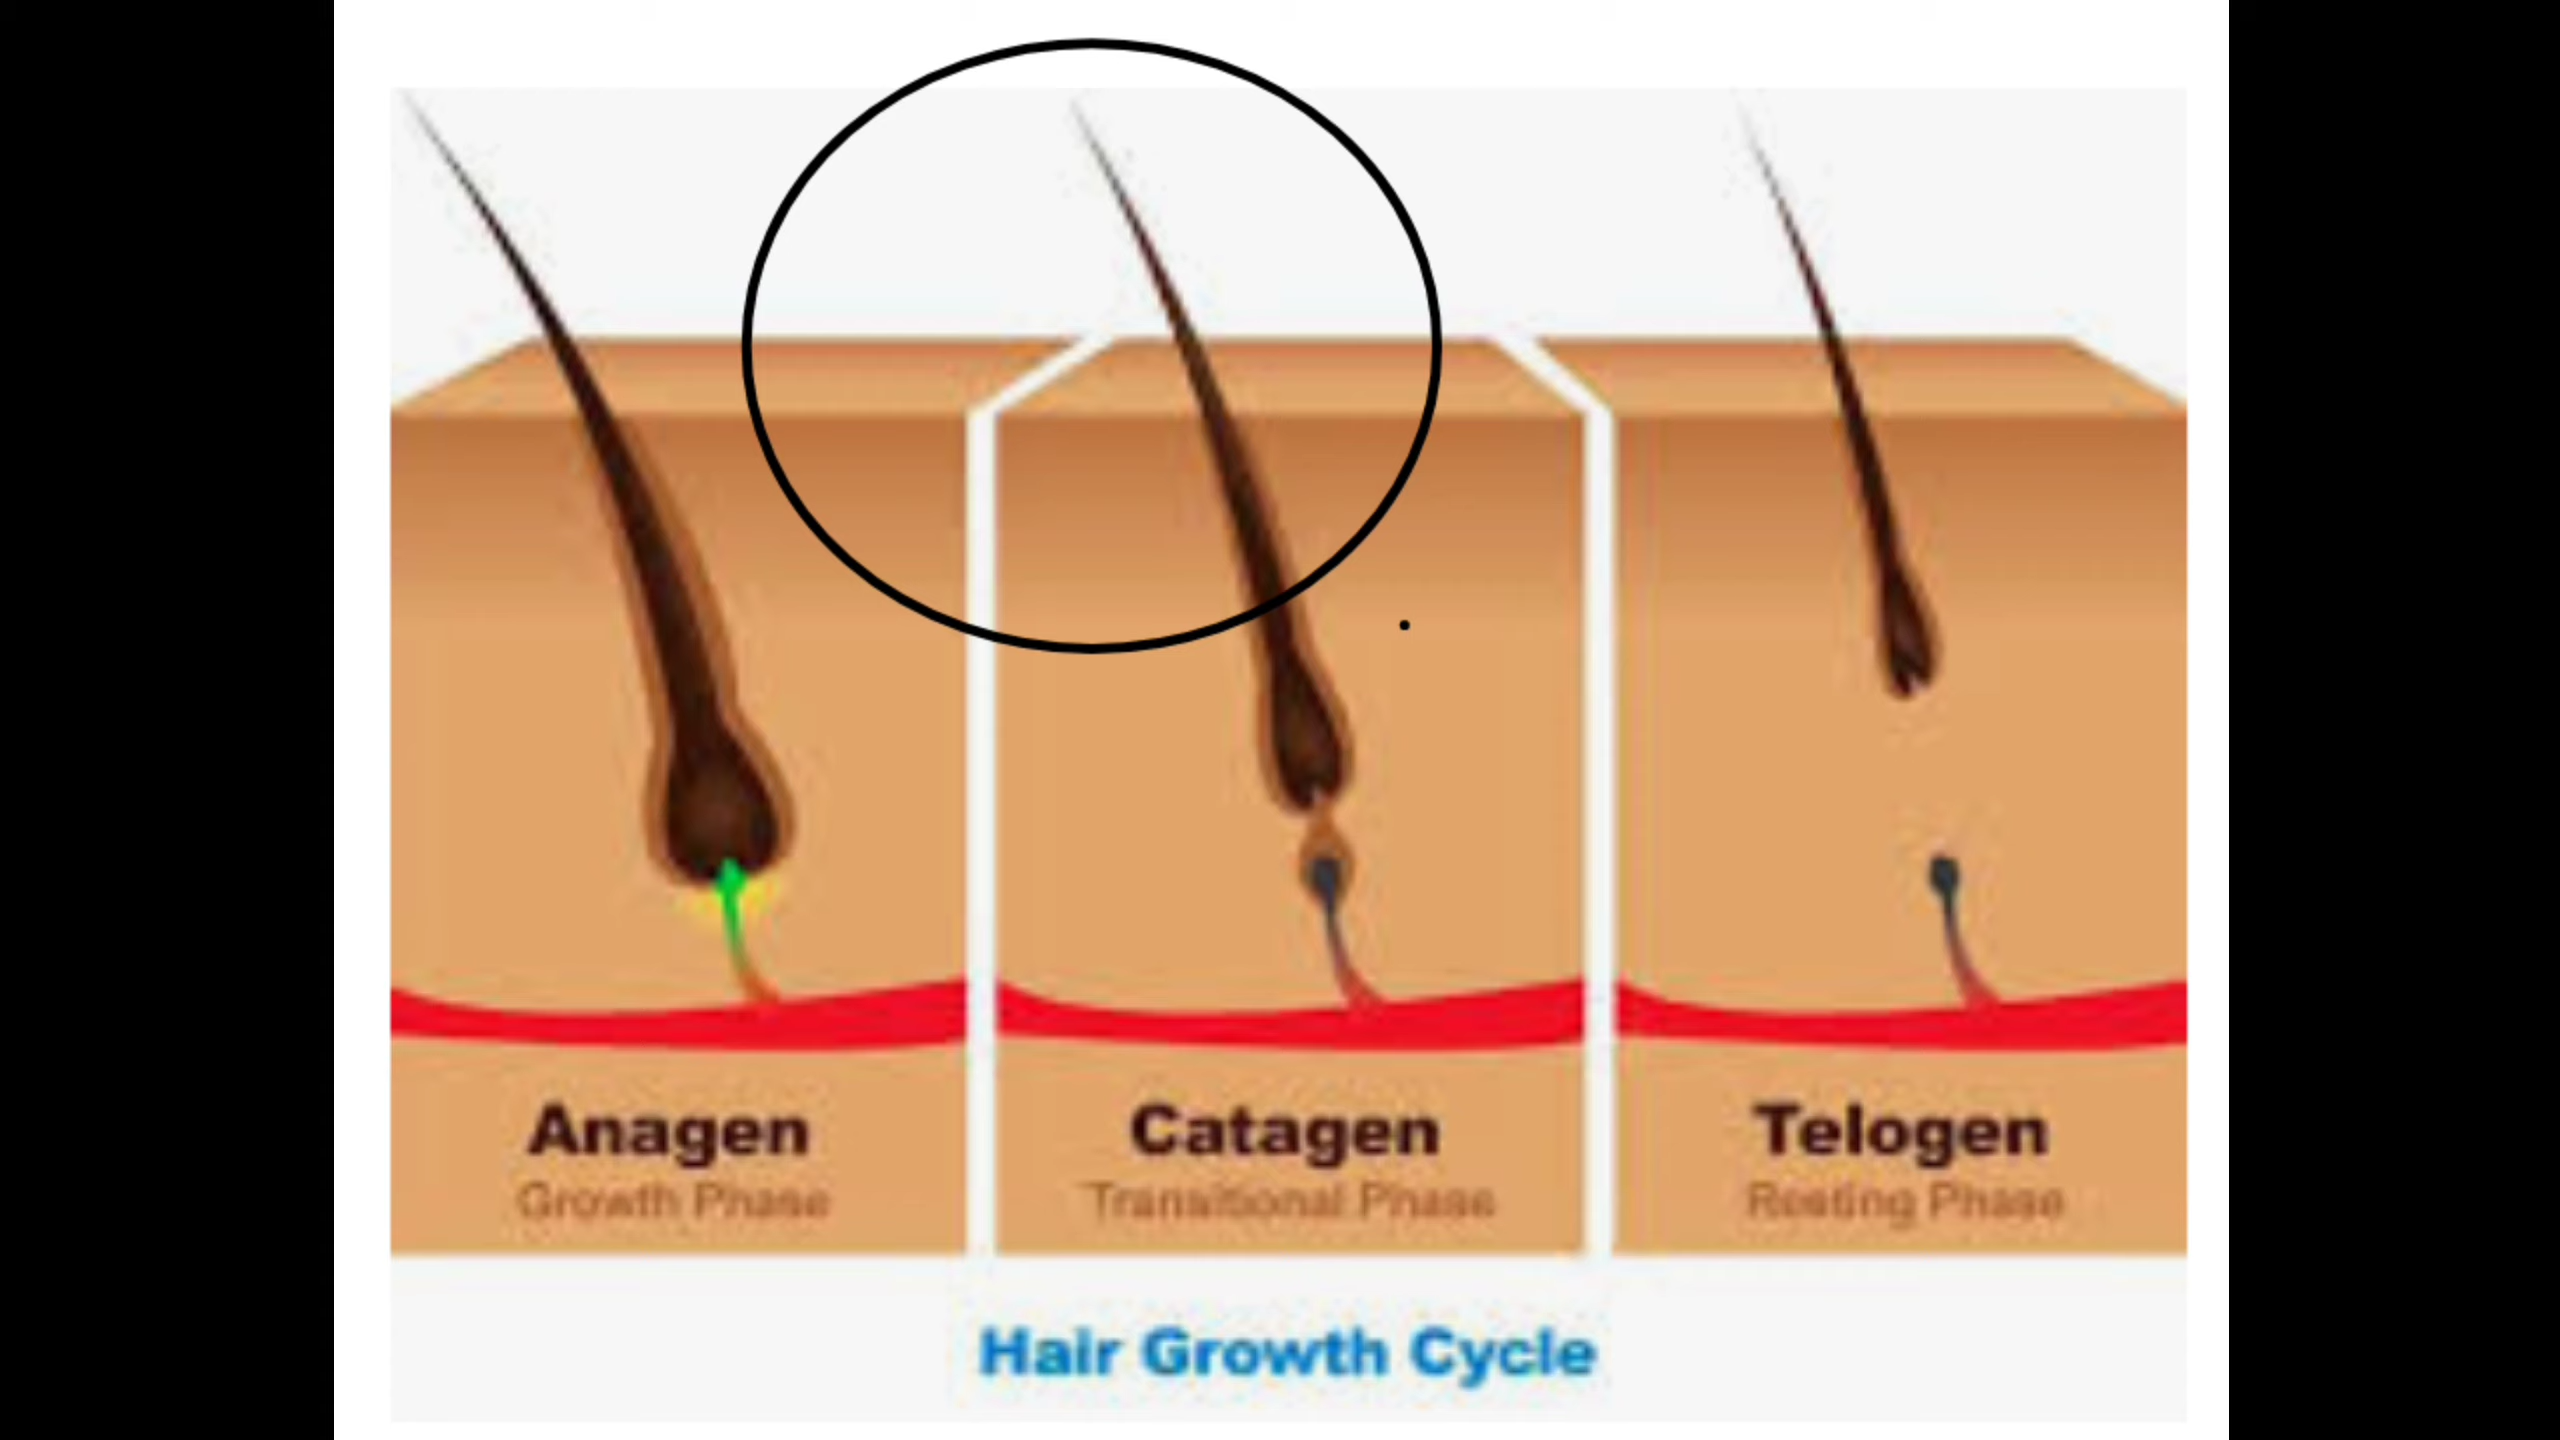 Anagen
Growth Phase
Catagen
Transitional Phase
Telogen
Resting Phase
Hair Growth Cycle